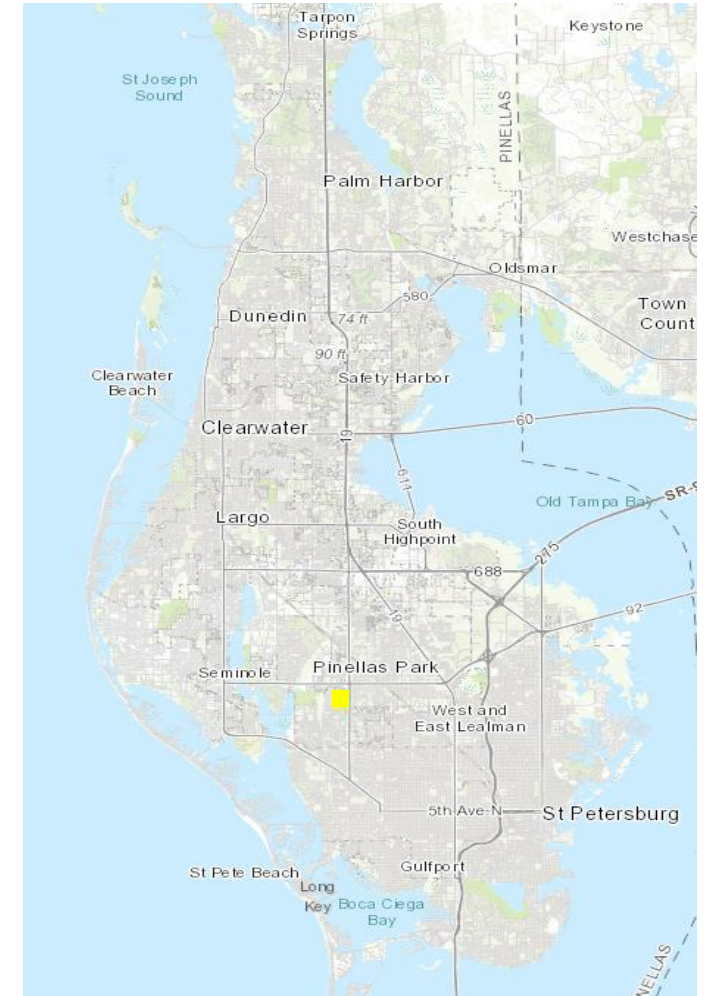 Tarpon
Springs
Keystone
St Joseph
Sound
PINELLAS
Palm Harbor
Westchase
Oldsmar
580
Town
Count
Dunedin
74 ft
90 ft
Clearwater
Beach
Safety Harbor
Clearwater
19
60
611
SR-9
Old Tampa Bay
Largo
South
Highpoint
275
688
19
92
Pinellas Park
Seminole
West and
East Lealman
5th Ave-N
St Petersburg
Gulfport
St Pete Beach
Long
Key
Boca Ciega
Bay
NELLAS